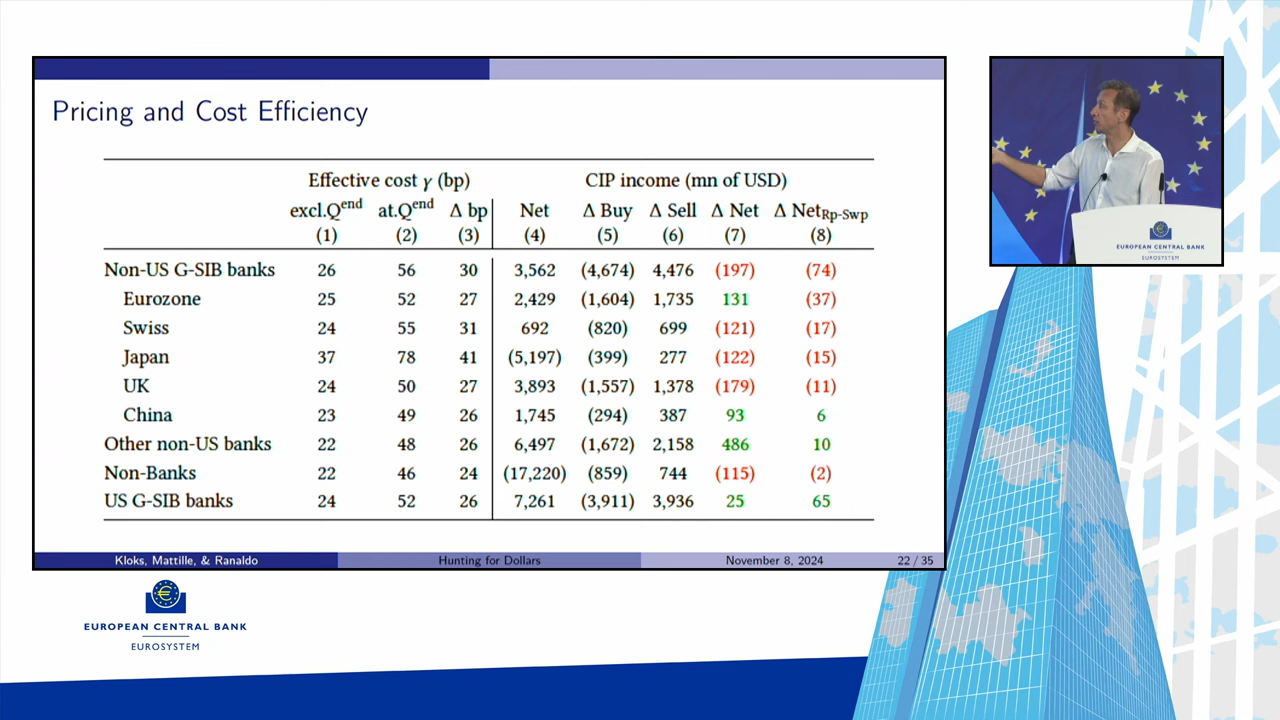 Pricing and Cost Efficiency
Effective cost γ (bp) CIP income (mn of USD)
excl.Qend at.Qend Δ bp Net Δ Buy Δ Sell Δ Net Δ NetRp-Swp
(1) (2) (3) (4) (5) (6) (7) (8)
Non-US G-SIB banks 26 56 30 3,562 (4,674) 4,476 (197) (74)
Eurozone 25 52 27 2,429 (1,604) 1,735 131 (37)
Swiss 24 55 31 692 (820) 699 (121) (17)
Japan 37 78 41 (5,197) (399) 277 (122) (15)
UK 24 50 27 3,893 (1,557) 1,378 (179) (11)
China 23 49 26 1,745 (294) 387 93 6
Other non-US banks 22 48 26 6,497 (1,672) 2,158 486 10
Non-Banks 22 46 24 (17,220) (859) 744 (115) (2)
US G-SIB banks 24 52 26 7,261 (3,911) 3,936 25 65
Kloks, Mattille, & Ranaldo Hunting for Dollars November 8, 2024 22 / 35
EUROPEAN CENTRAL BANK
EUROSYSTEM
EUROPEAN CENTRAL BANK
EUROSYSTEM